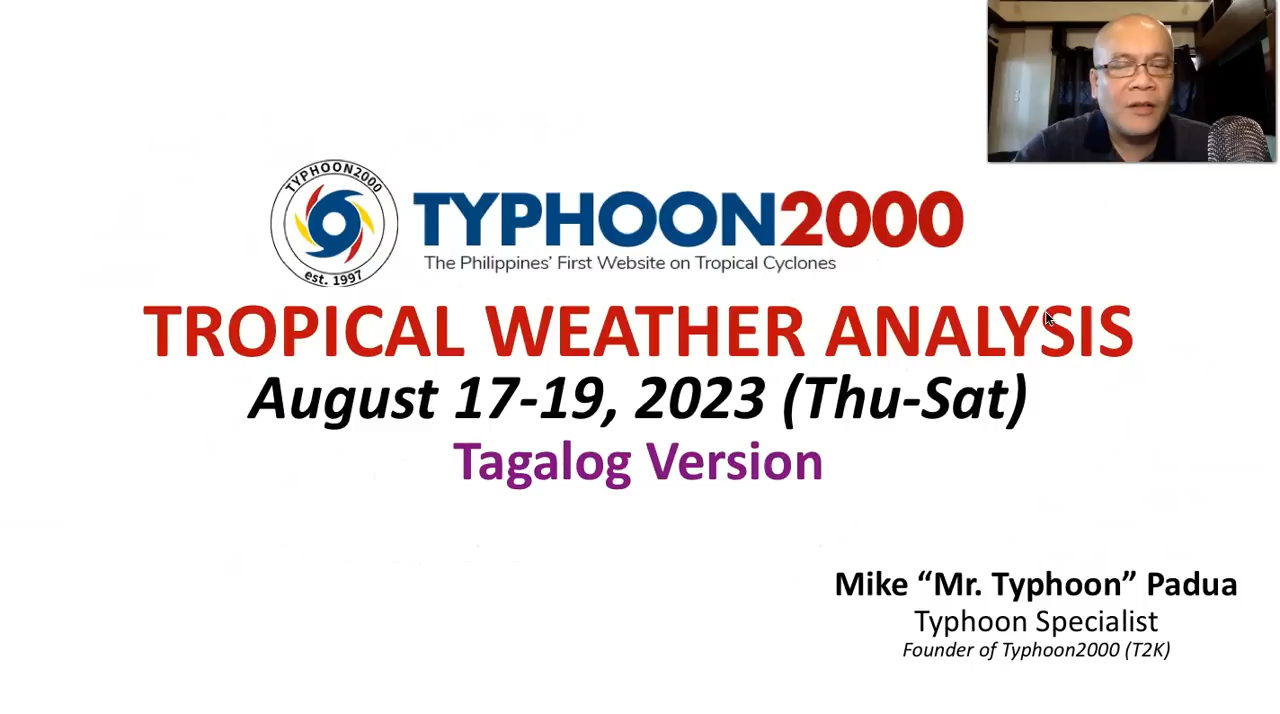 TYPHOON2000
est. 1997
TYPHOON2000
The Philippines' First Website on Tropical Cyclones
TROPICAL WEATHER ANALYSIS
August 17-19, 2023 (Thu-Sat)
Tagalog Version
Mike “Mr. Typhoon” Padua
Typhoon Specialist
Founder of Typhoon2000 (T2K)